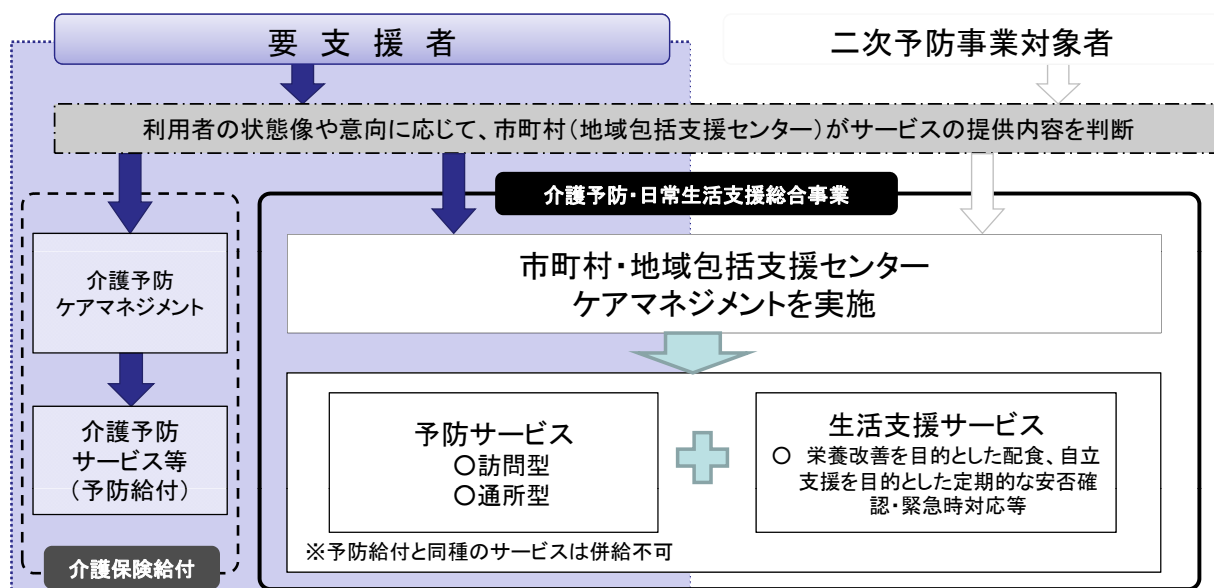 要支援者
二次予防事業対象者
利用者の状態像や意向に応じて、市町村（地域包括支援センター）がサービスの提供内容を判断
介護予防
ケアマネジメント
介護予防
サービス等
（予防給付）
介護保険給付
介護予防・日常生活支援総合事業
市町村・地域包括支援センター
ケアマネジメントを実施
予防サービス
○訪問型
○通所型
生活支援サービス
○ 栄養改善を目的とした配食、自立
支援を目的とした定期的な安否確
認・緊急時対応等
※予防給付と同種のサービスは併給不可